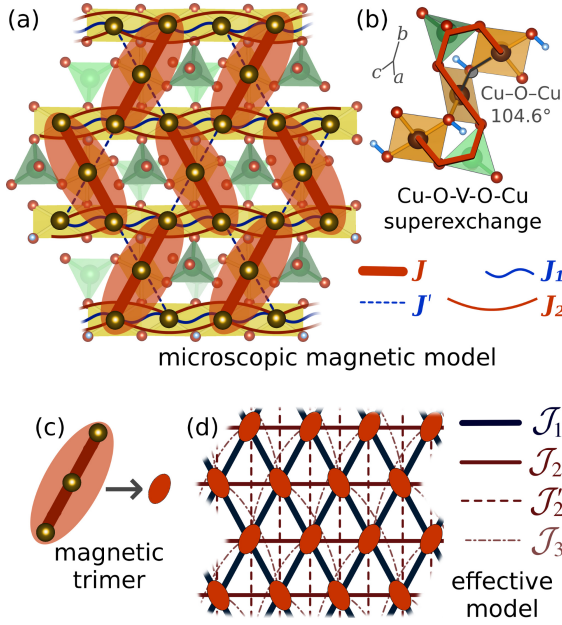 (a)
(b)
b
c
a
Cu–O–Cu
104.6°
Cu-O-V-O-Cu
superexchange
J
J₁
J'
J₂
microscopic magnetic model
(c)
magnetic
trimer
(d)
𝒥₁
𝒥₂
𝒥₂'
𝒥₃
effective
model